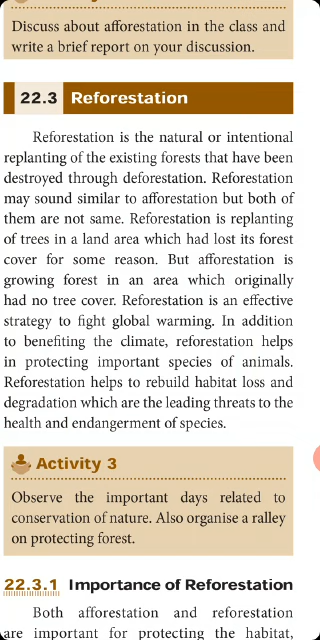 Discuss about afforestation in the class and
write a brief report on your discussion.
22.3 Reforestation
Reforestation is the natural or intentional
replanting of the existing forests that have been
destroyed through deforestation. Reforestation
may sound similar to afforestation but both of
them are not same. Reforestation is replanting
of trees in a land area which had lost its forest
cover for some reason. But afforestation is
growing forest in an area which originally
had no tree cover. Reforestation is an effective
strategy to fight global warming. In addition
to benefiting the climate, reforestation helps
in protecting important species of animals.
Reforestation helps to rebuild habitat loss and
degradation which are the leading threats to the
health and endangerment of species.
Activity 3
Observe the important days related to
conservation of nature. Also organise a ralley
on protecting forest.
22.3.1 Importance of Reforestation
Both afforestation and reforestation
are important for protecting the habitat,